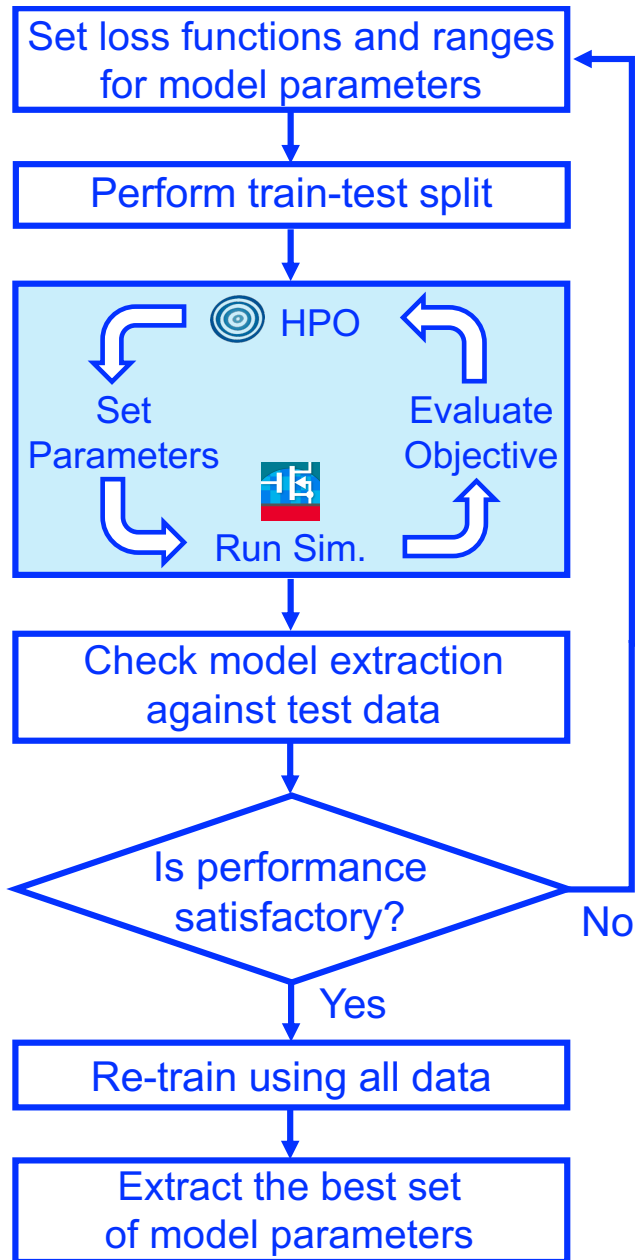 Set loss functions and ranges
for model parameters
Perform train-test split
HPO
Set
Parameters
Evaluate
Objective
Run Sim.
Check model extraction
against test data
Is performance
satisfactory?
No
Yes
Re-train using all data
Extract the best set
of model parameters